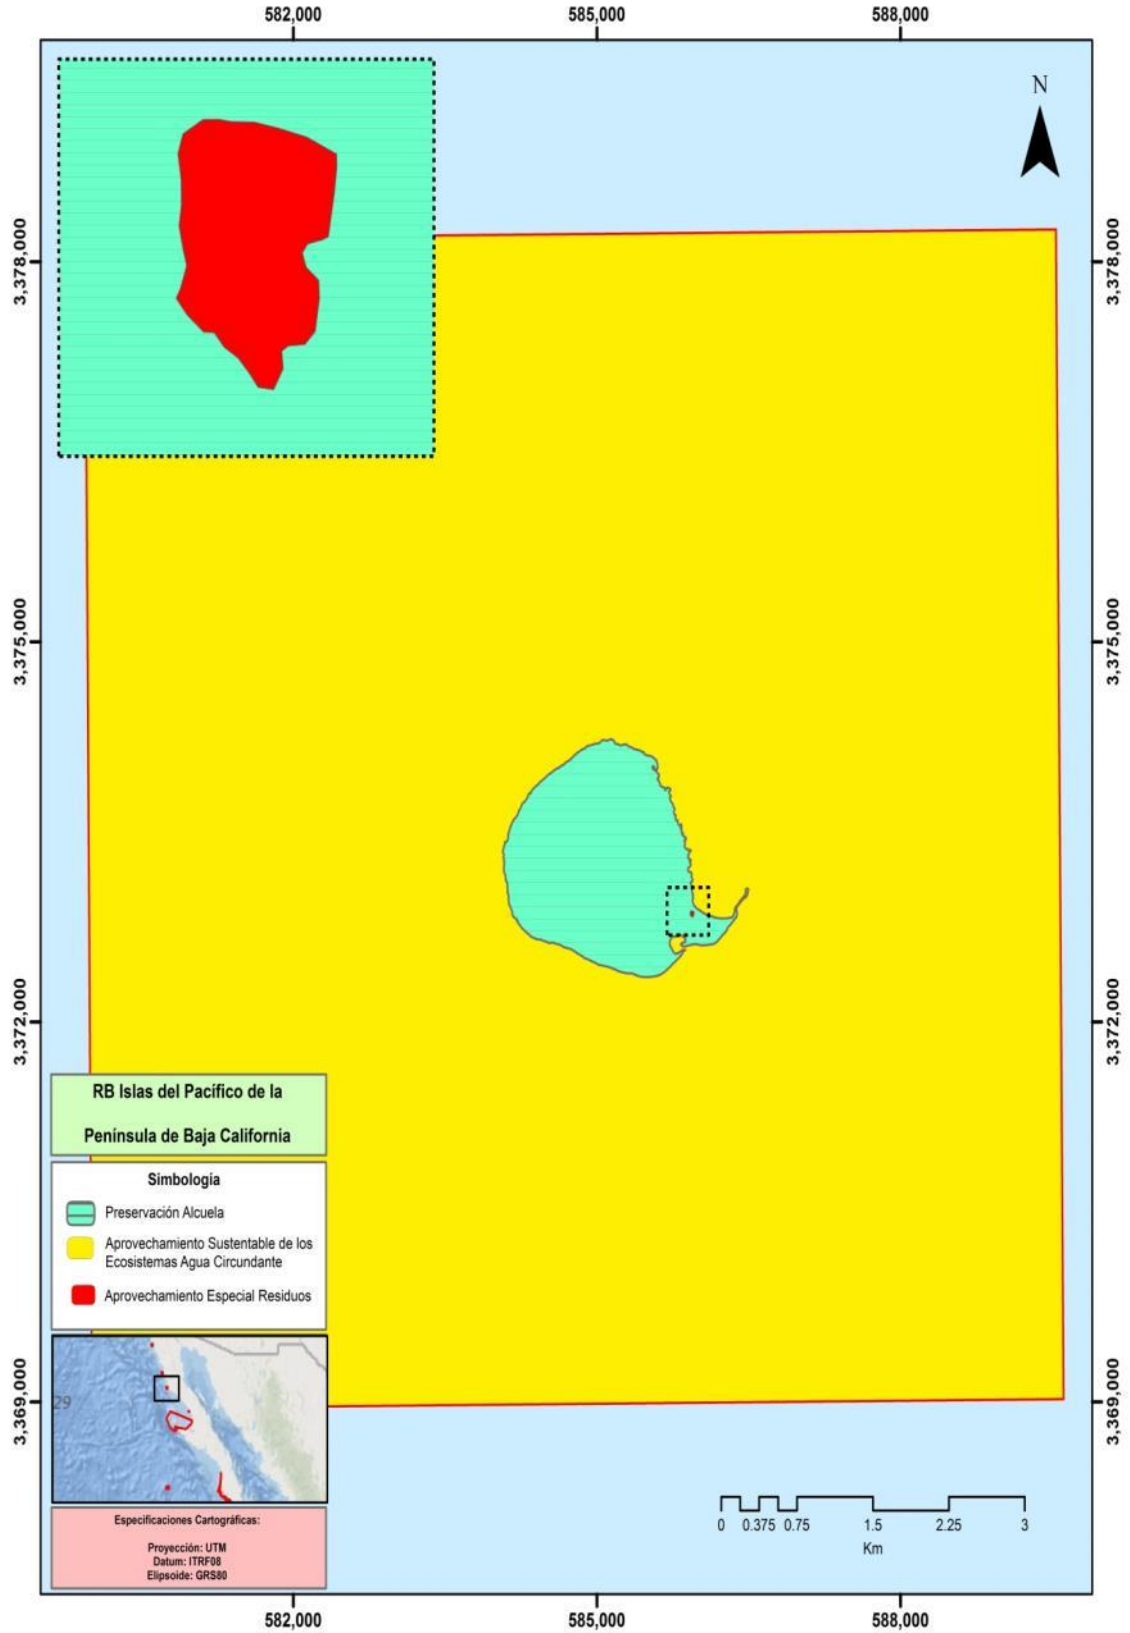 582,000
585,000
588,000
N
3,378,000
3,378,000
3,375,000
3,375,000
3,372,000
3,372,000
RB Islas del Pacífico de la
Península de Baja California
Simbología
Preservación Alcuela
Aprovechamiento Sustentable de los
Ecosistemas Agua Circundante
Aprovechamiento Especial Residuos
29
3,369,000
3,369,000
Especificaciones Cartográficas:
Proyección: UTM
Datum: ITRF08
Elipsoide: GRS80
0 0.375 0.75 1.5 2.25 3
Km
582,000
585,000
588,000